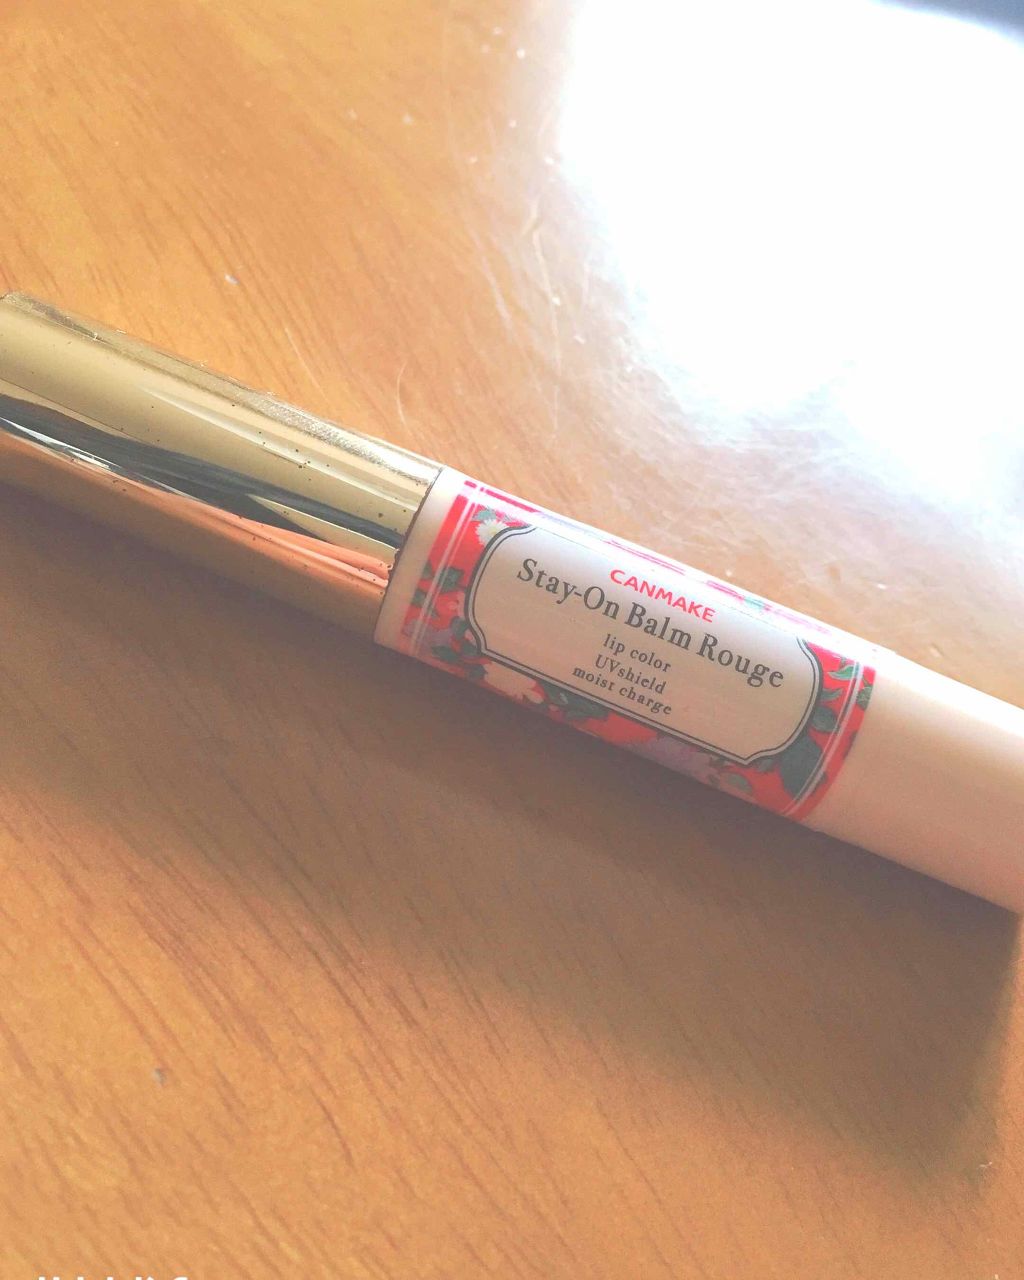 CANMAKE
Stay-On Balm Rouge
lip color
UVshield
moist charge